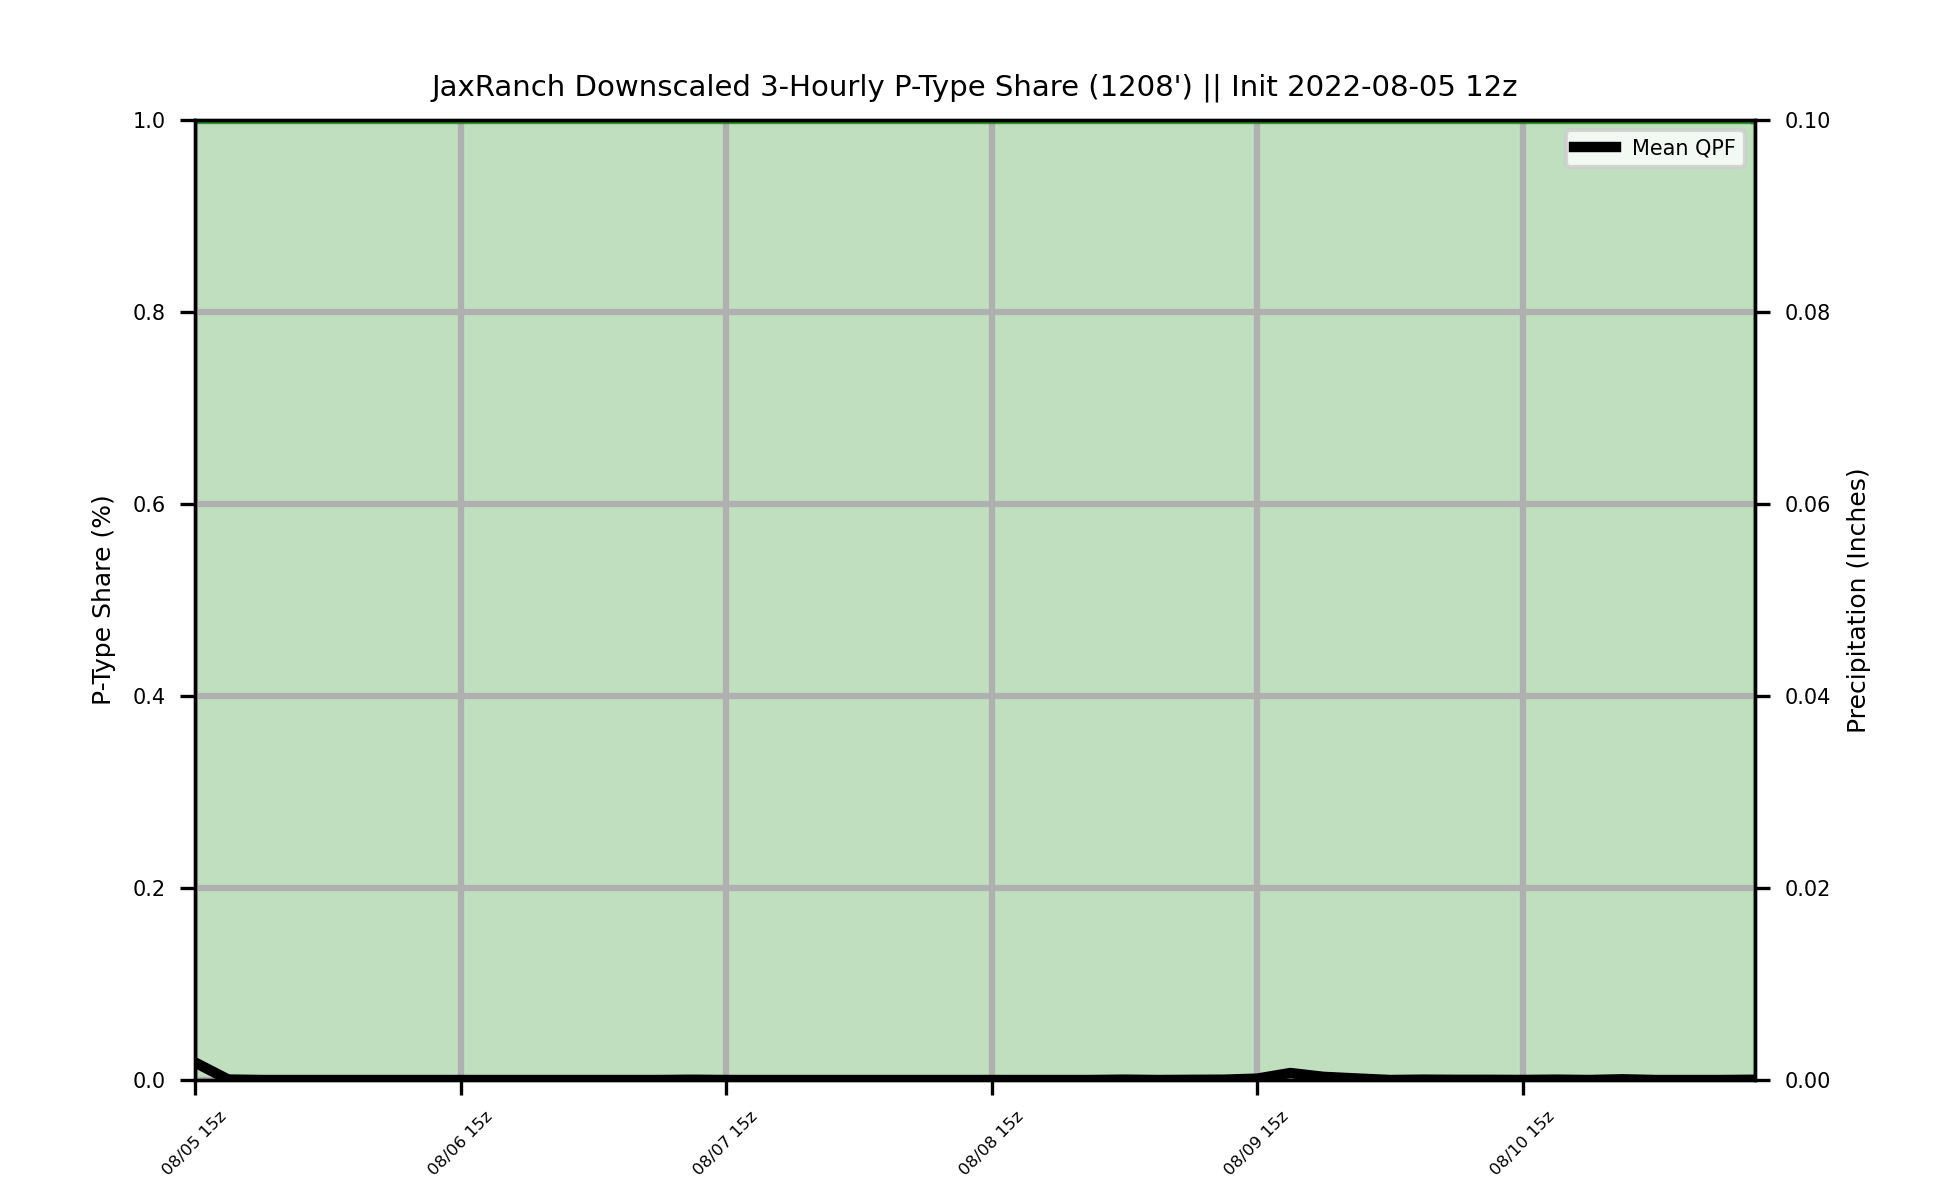 JaxRanch Downscaled 3-Hourly P-Type Share (1208') || Init 2022-08-05 12z
Mean QPF
P-Type Share (%)
1.0
0.8
0.6
0.4
0.2
0.0
0.10
0.08
0.06
0.04
0.02
0.00
Precipitation (Inches)
08/05 15z
08/06 15z
08/07 15z
08/08 15z
08/09 15z
08/10 15z